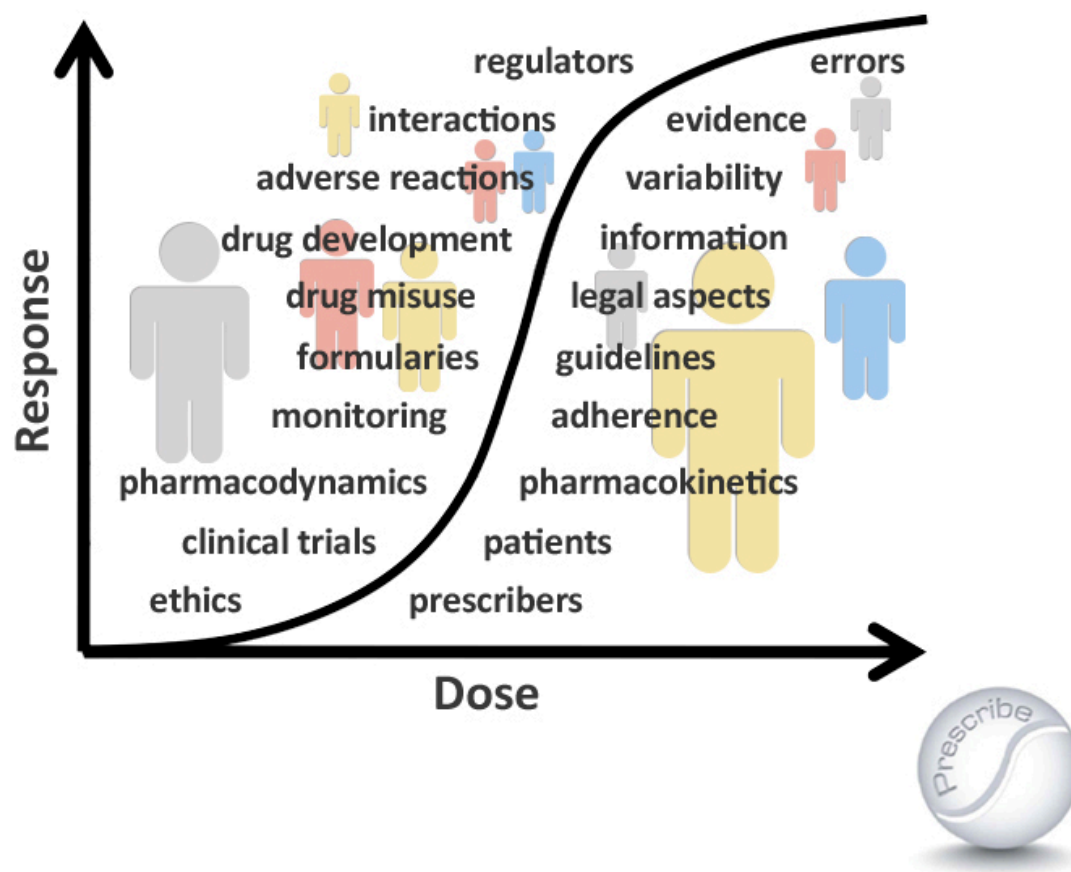 regulators
errors
interactions
evidence
adverse reactions
variability
drug development
information
drug misuse
legal aspects
formularies
guidelines
monitoring
adherence
pharmacodynamics
pharmacokinetics
clinical trials
patients
ethics
prescribers
Response
Dose
Prescribe